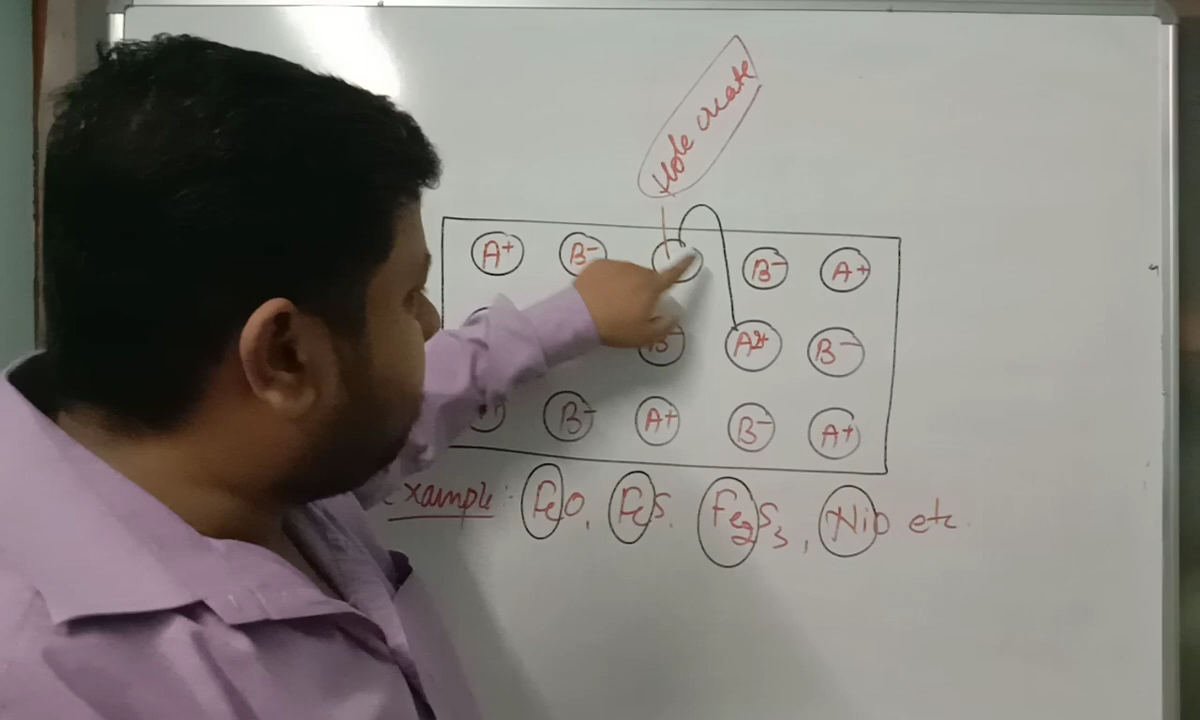 Hole create
A+ B- B- A+
B- A2+ B-
B- A+ B- A+
Example:- FeO, FeS, Fe2S3, NiO etc.